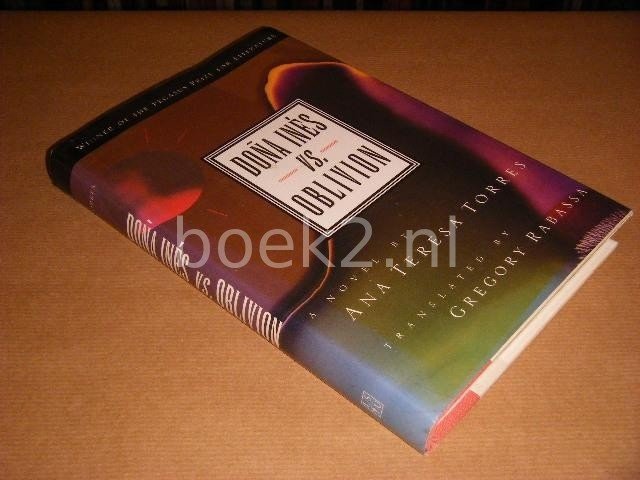 WINNER OF THE PEGASUS PRIZE FOR LITERATURE
DOÑA INÉS
VS.
OBLIVION
A NOVEL BY
ANA TERESA TORRES
TRANSLATED BY
GREGORY RABASSA
TORRES
DOÑA INÉS VS. OBLIVION
boek2.nl